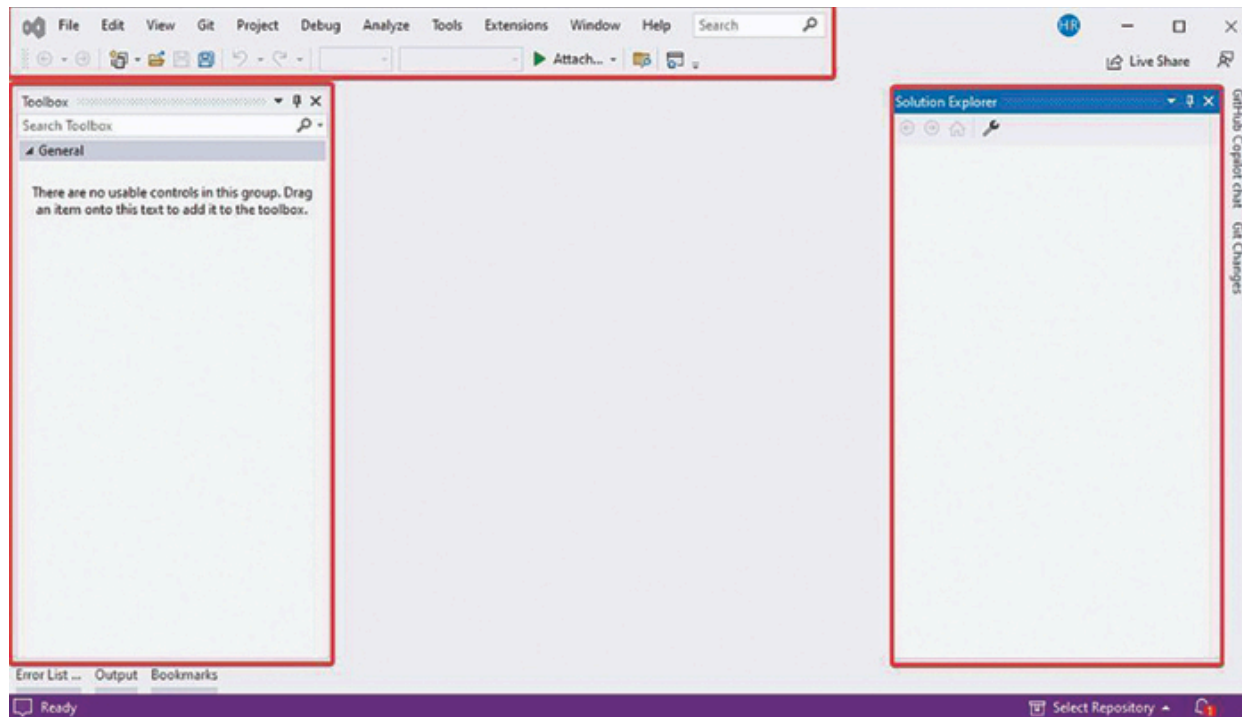 File Edit View Git Project Debug Analyze Tools Extensions Window Help Search
HR
Attach...
Live Share
Toolbox
Search Toolbox
General
There are no usable controls in this group. Drag
an item onto this text to add it to the toolbox.
Solution Explorer
GitHub Copilot chat
Git Changes
Error List ... Output Bookmarks
Ready
Select Repository
1